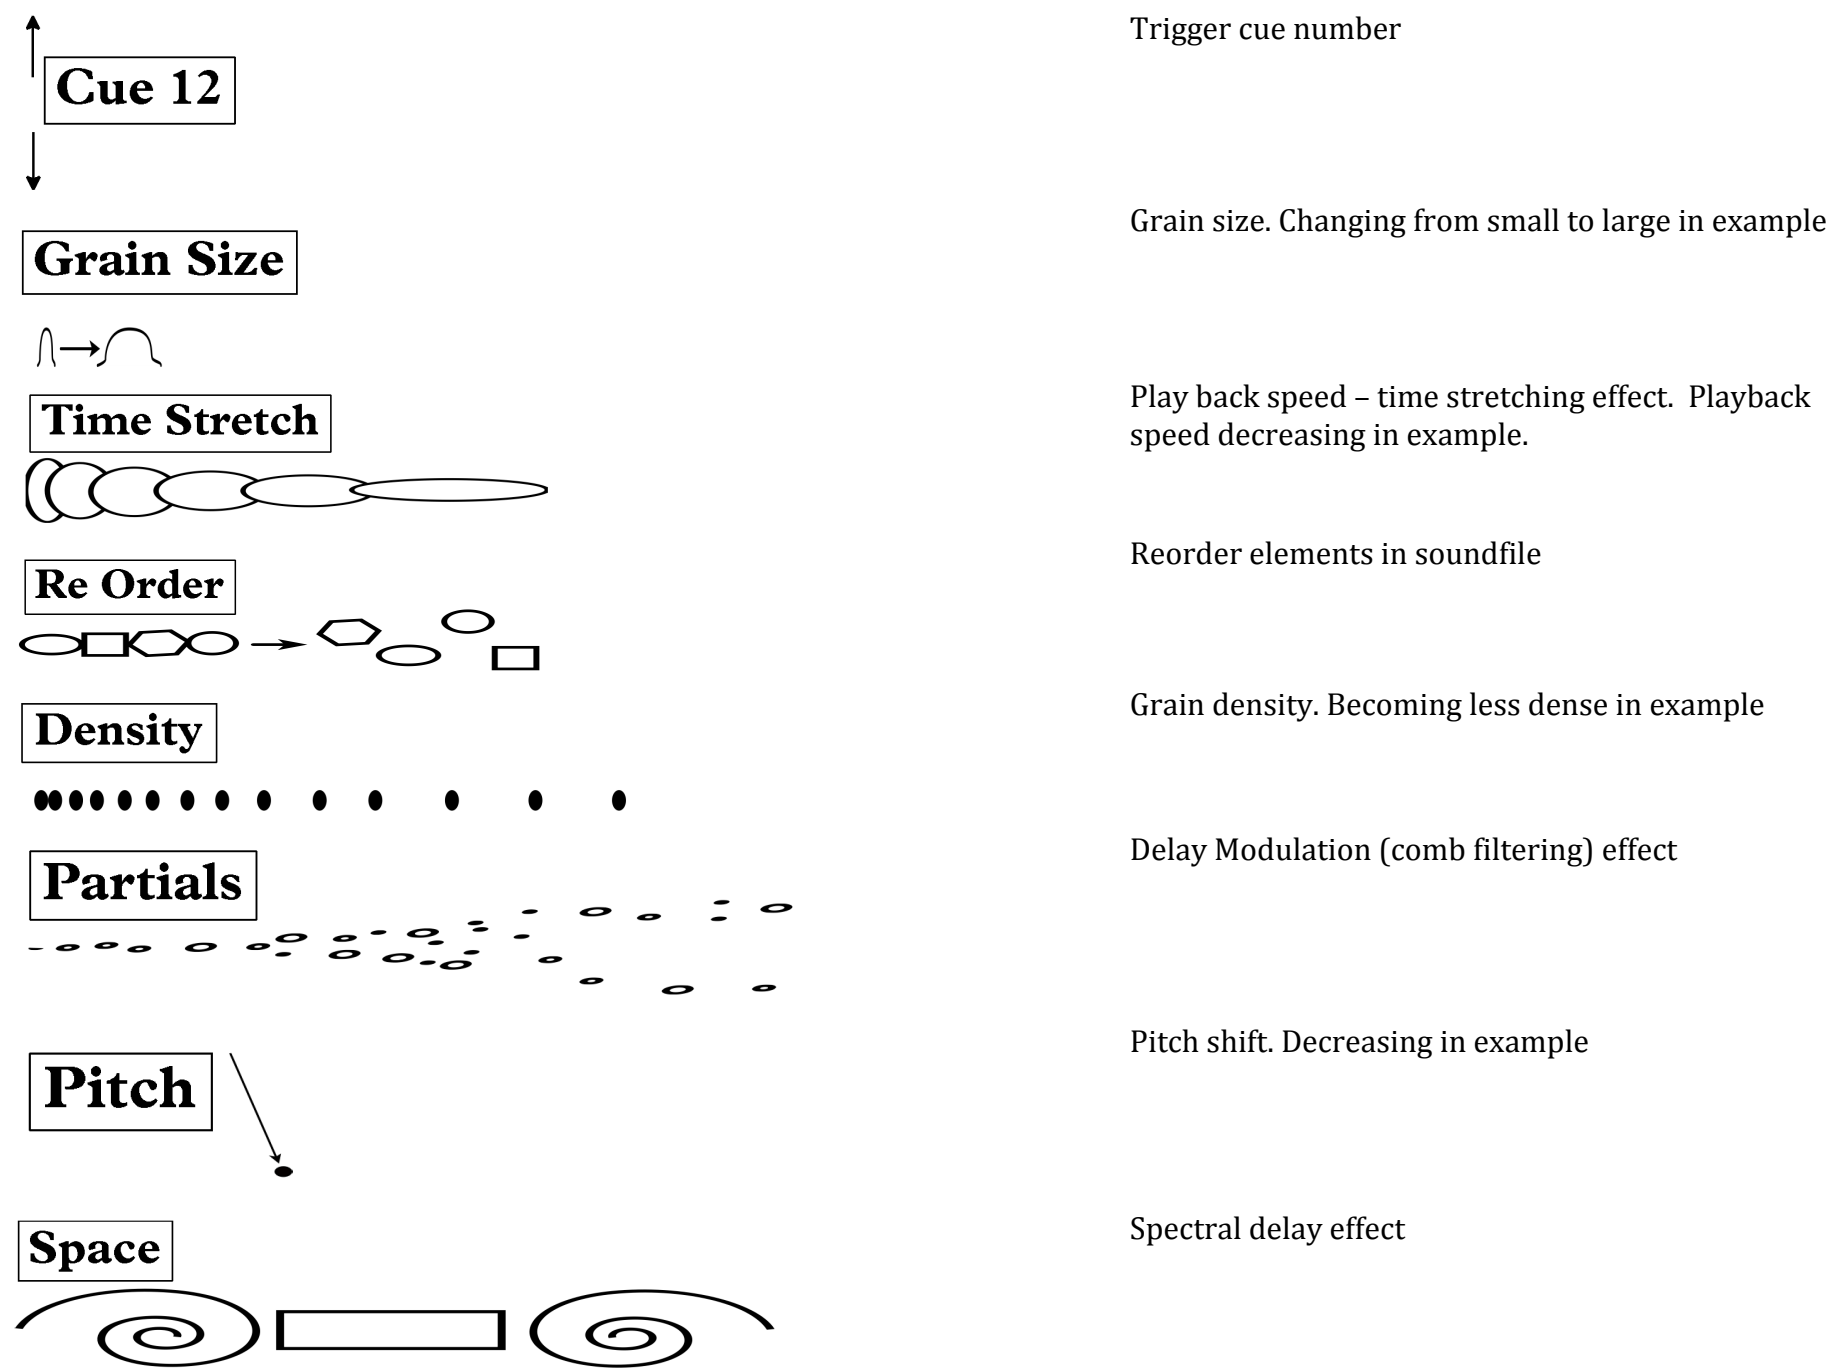 Trigger cue number
Cue 12
Grain size. Changing from small to large in example
Grain Size
Play back speed – time stretching effect.  Playback
speed decreasing in example.
Time Stretch
Reorder elements in soundfile
Re Order
Grain density. Becoming less dense in example
Density
Delay Modulation (comb filtering) effect
Partials
Pitch shift. Decreasing in example
Pitch
Spectral delay effect
Space